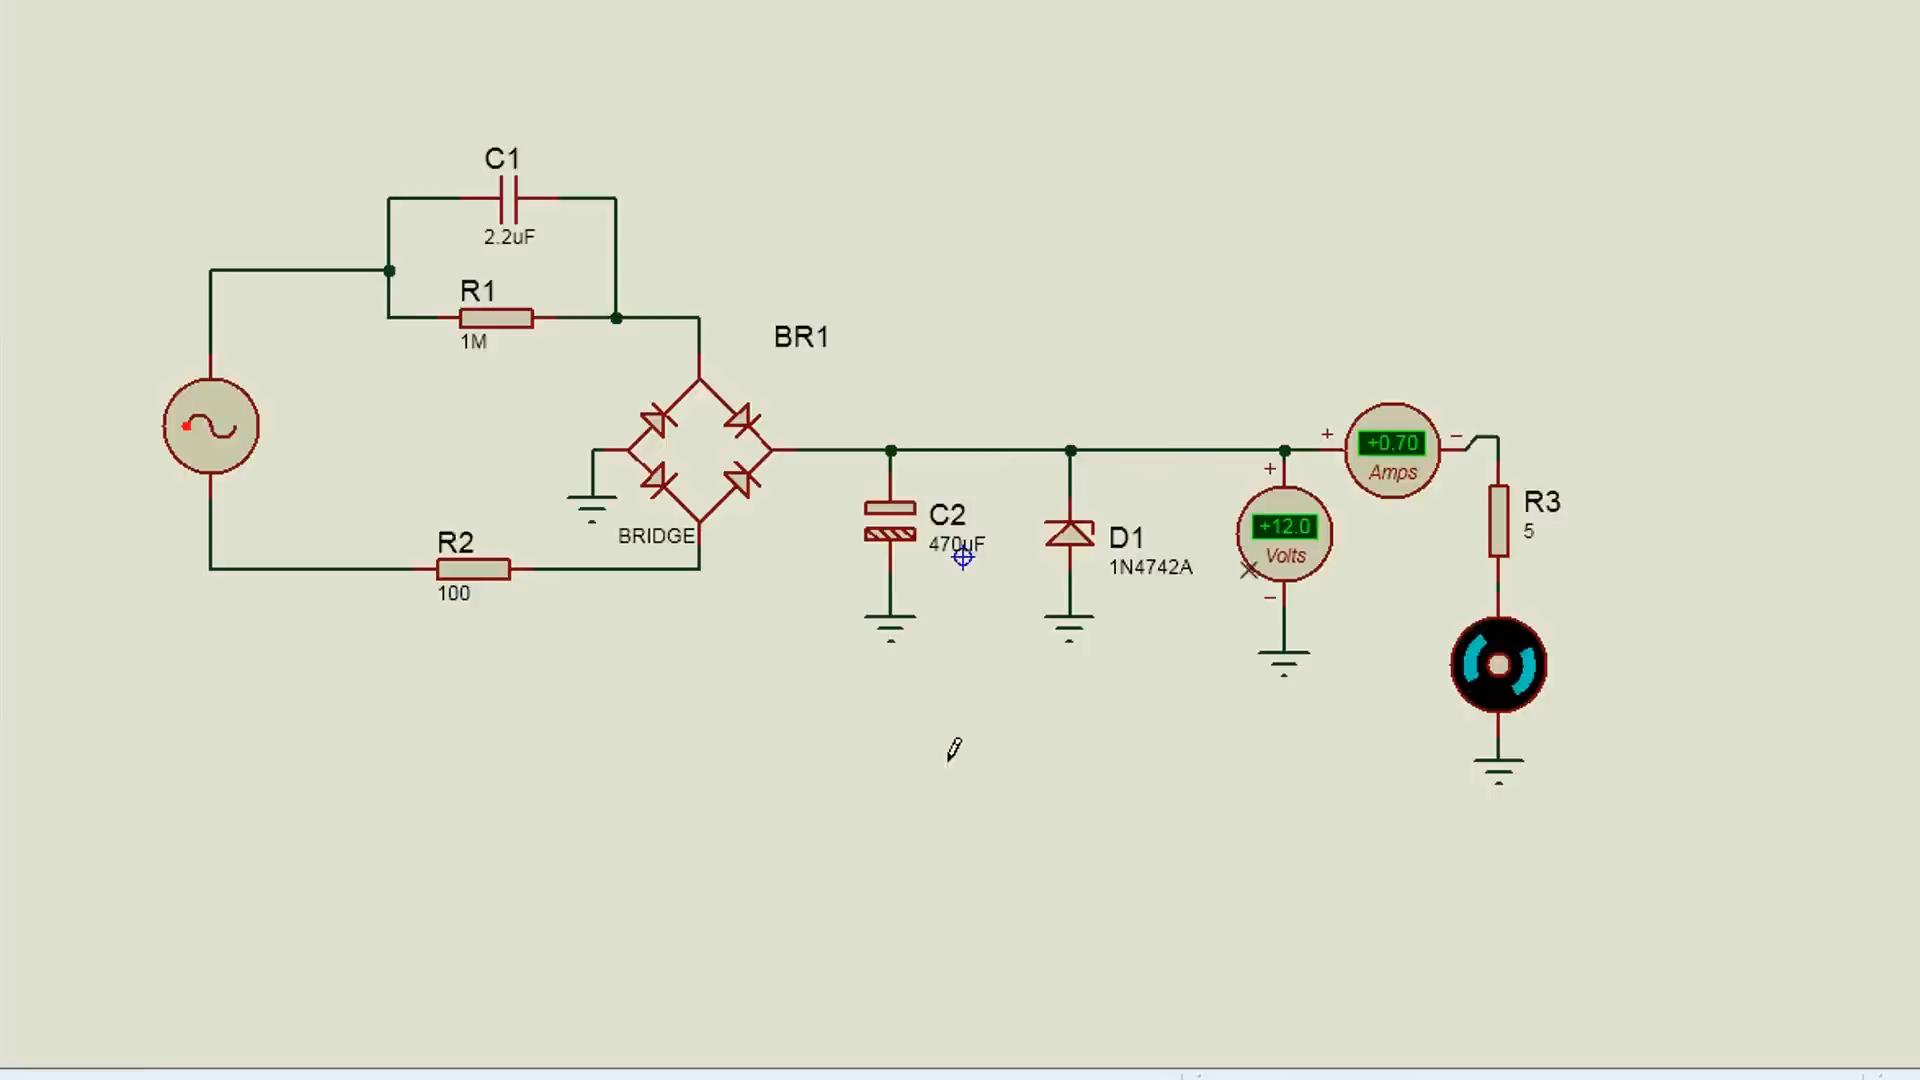 C1
2.2uF
R1
1M
BR1
BRIDGE
R2
100
C2
470uF
D1
1N4742A
+
+12.0
Volts
−
+
+0.70
Amps
−
R3
5